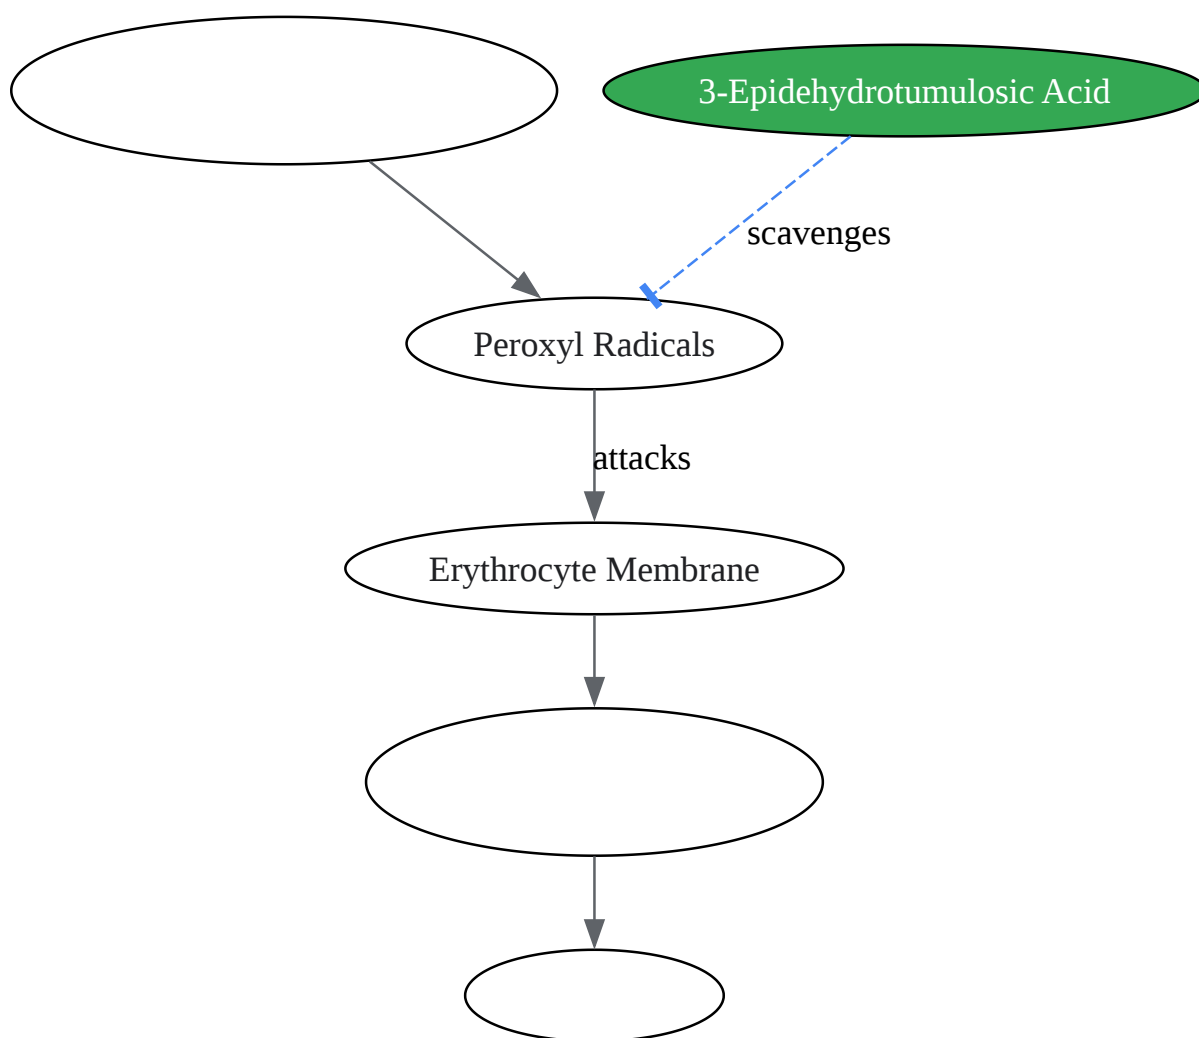 3-Epidehydrotumulosic Acid
scavenges
Peroxyl Radicals
attacks
Erythrocyte Membrane